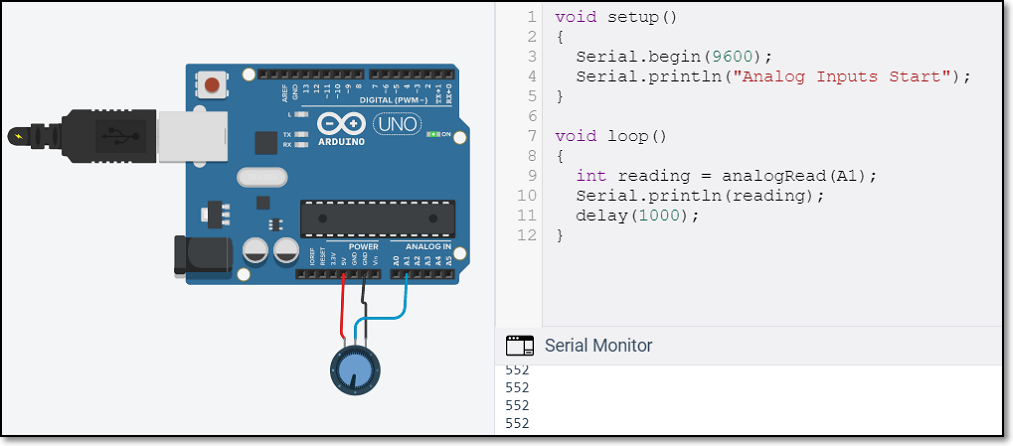 AREF
GND
13
12
~11
~10
~9
8
7
~6
~5
4
~3
2
TX→1
RX←0
DIGITAL (PWM~)
L
TX
RX
UNO
ARDUINO
ON
POWER
ANALOG IN
IOREF
RESET
3.3V
5V
GND
GND
Vin
A0
A1
A2
A3
A4
A5
1 void setup()
2 {
3 Serial.begin(9600);
4 Serial.println("Analog Inputs Start");
5 }
6
7 void loop()
8 {
9 int reading = analogRead(A1);
10 Serial.println(reading);
11 delay(1000);
12 }
Serial Monitor
552
552
552
552